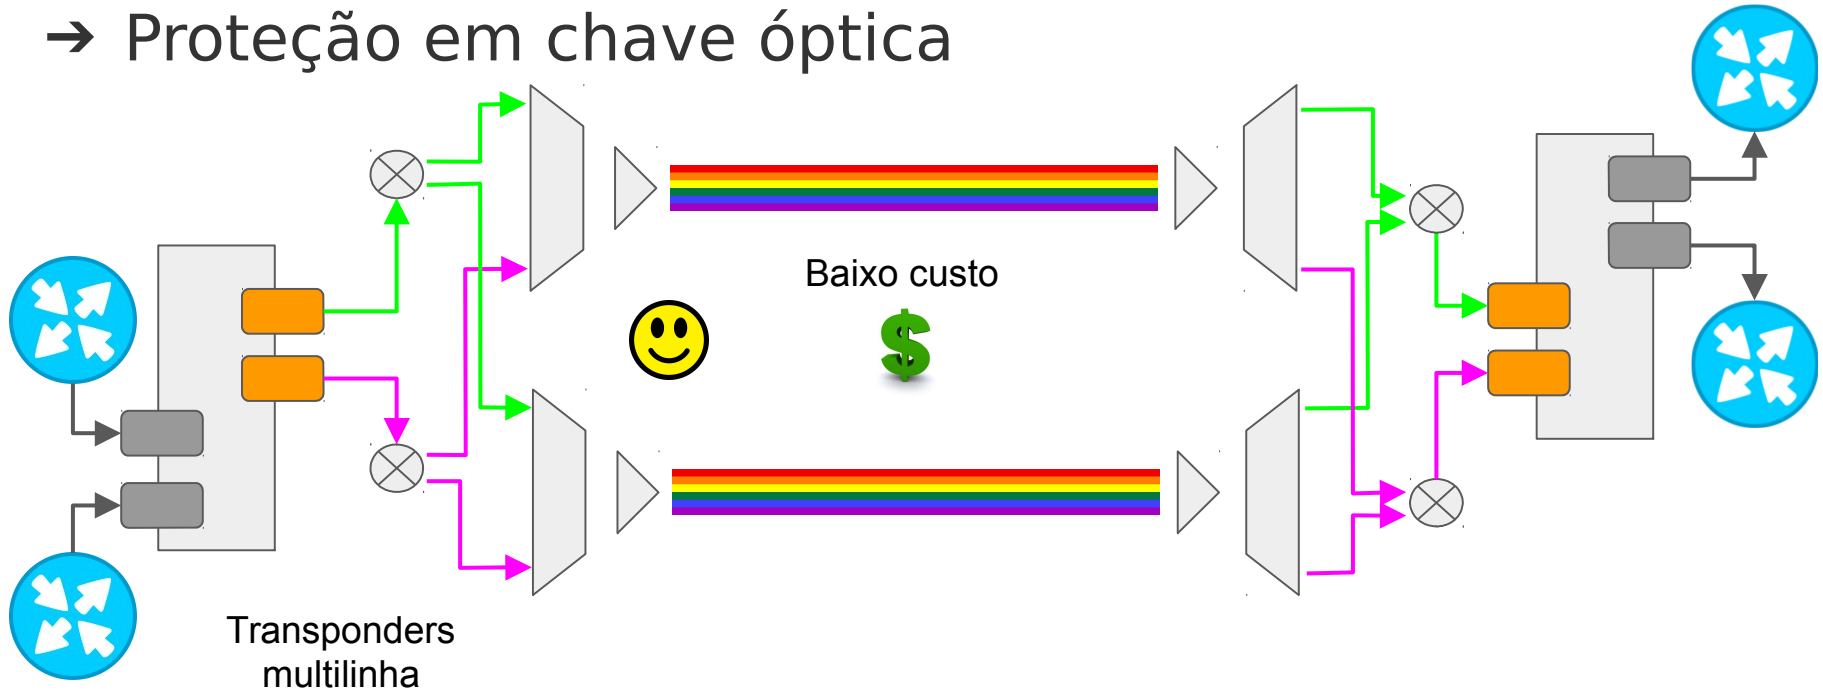 ➔ Proteção em chave óptica
Baixo custo
$
Transponders
multilinha